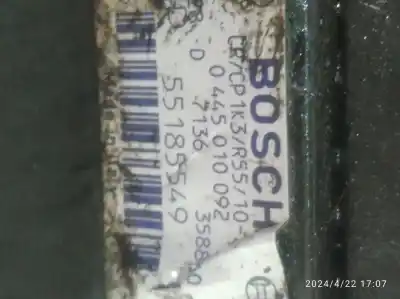 BOSCH
CR/CP1K3/R55/10-
0 445 010 092
D 7136
55185549
2024/4/22 17:07